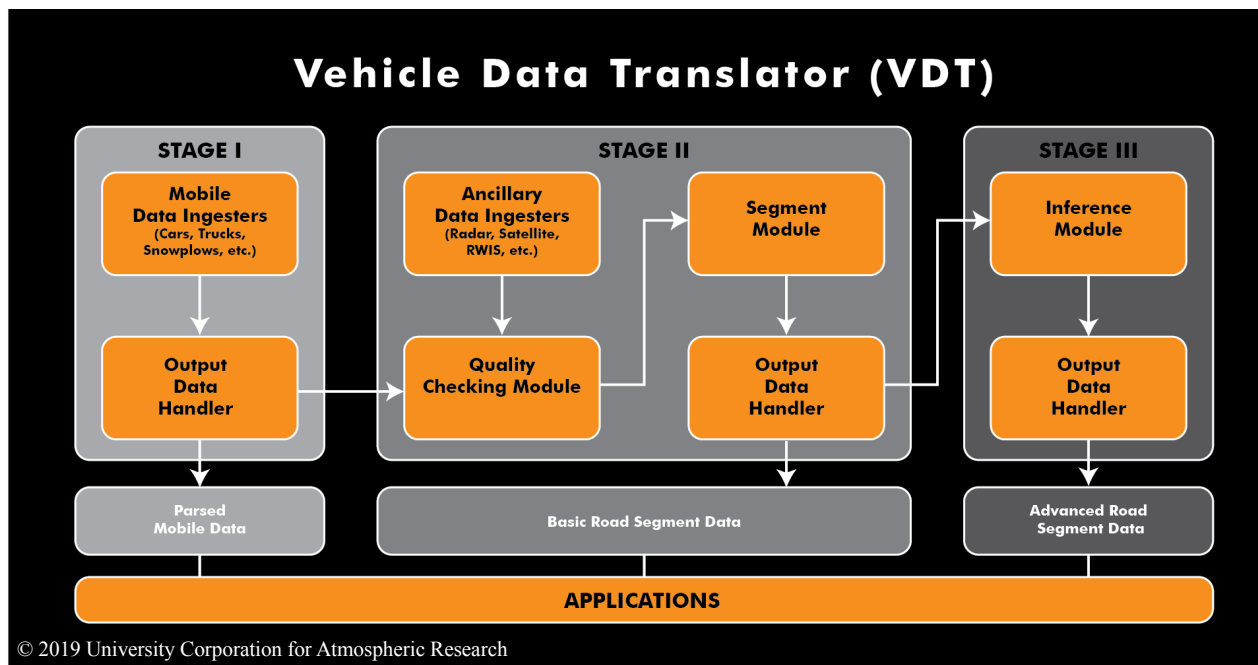 Vehicle Data Translator (VDT)
STAGE I
Mobile
Data Ingesters
(Cars, Trucks,
Snowplows, etc.)
Output
Data
Handler
Parsed
Mobile Data
STAGE II
Ancillary
Data Ingesters
(Radar, Satellite,
RWIS, etc.)
Quality
Checking Module
Segment
Module
Output
Data
Handler
Basic Road Segment Data
STAGE III
Inference
Module
Output
Data
Handler
Advanced Road
Segment Data
APPLICATIONS
© 2019 University Corporation for Atmospheric Research